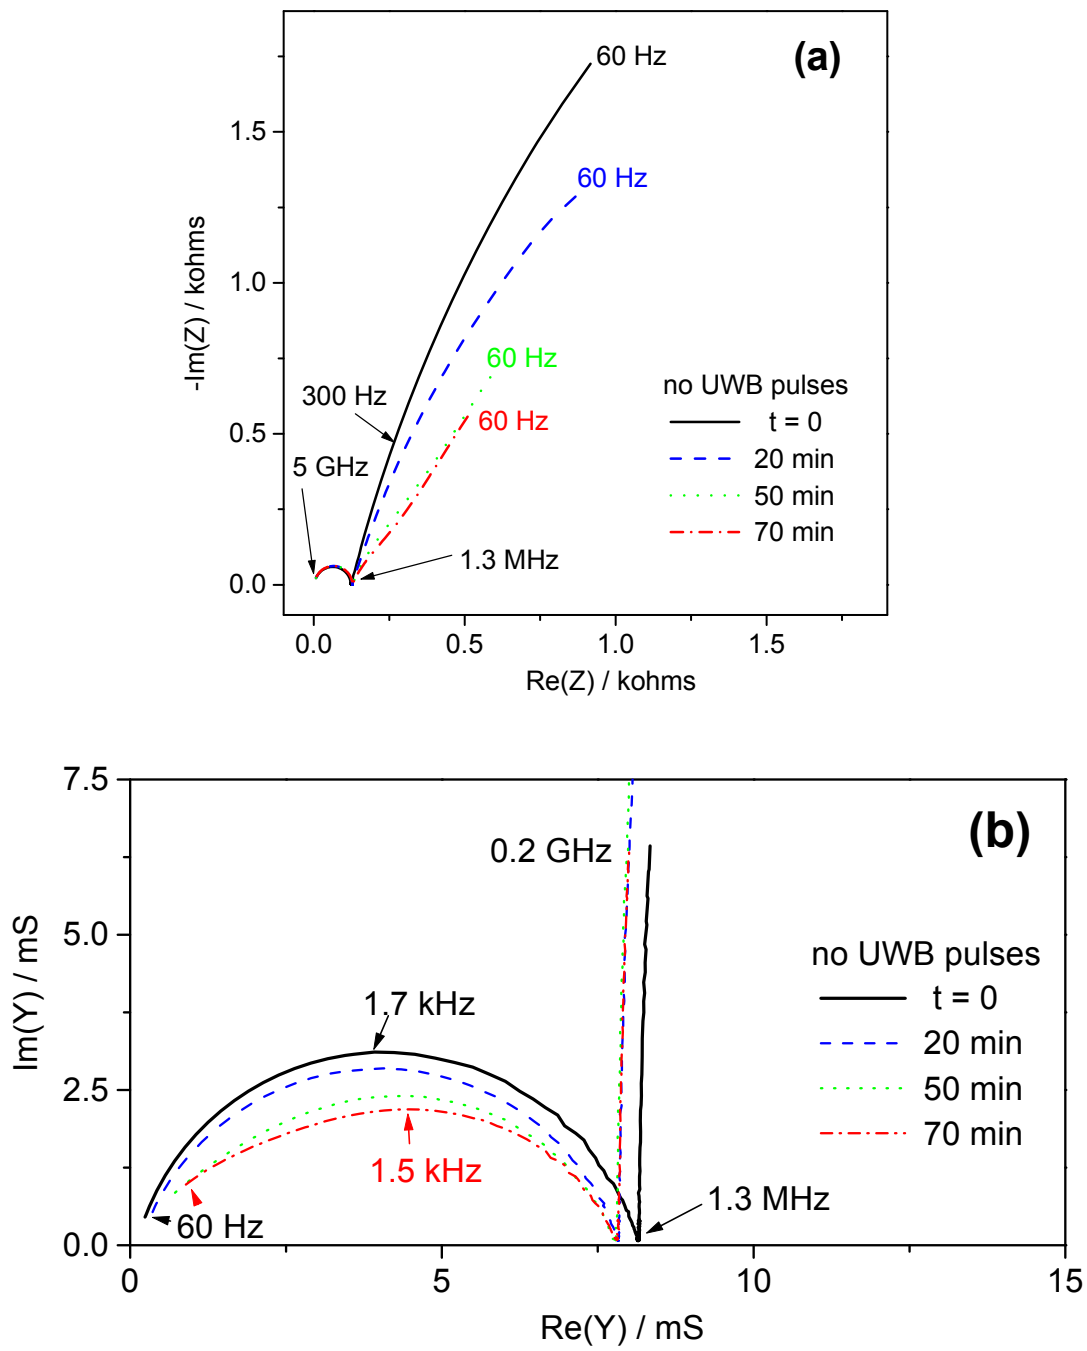 (a)
60 Hz
60 Hz
60 Hz
60 Hz
300 Hz
5 GHz
1.3 MHz
no UWB pulses
t = 0
20 min
50 min
70 min
1.5
1.0
0.5
0.0
-Im(Z) / kohms
0.0 0.5 1.0 1.5
Re(Z) / kohms
(b)
7.5
5.0
2.5
0.0
Im(Y) / mS
0.2 GHz
1.7 kHz
1.5 kHz
60 Hz
1.3 MHz
no UWB pulses
t = 0
20 min
50 min
70 min
0 5 10 15
Re(Y) / mS